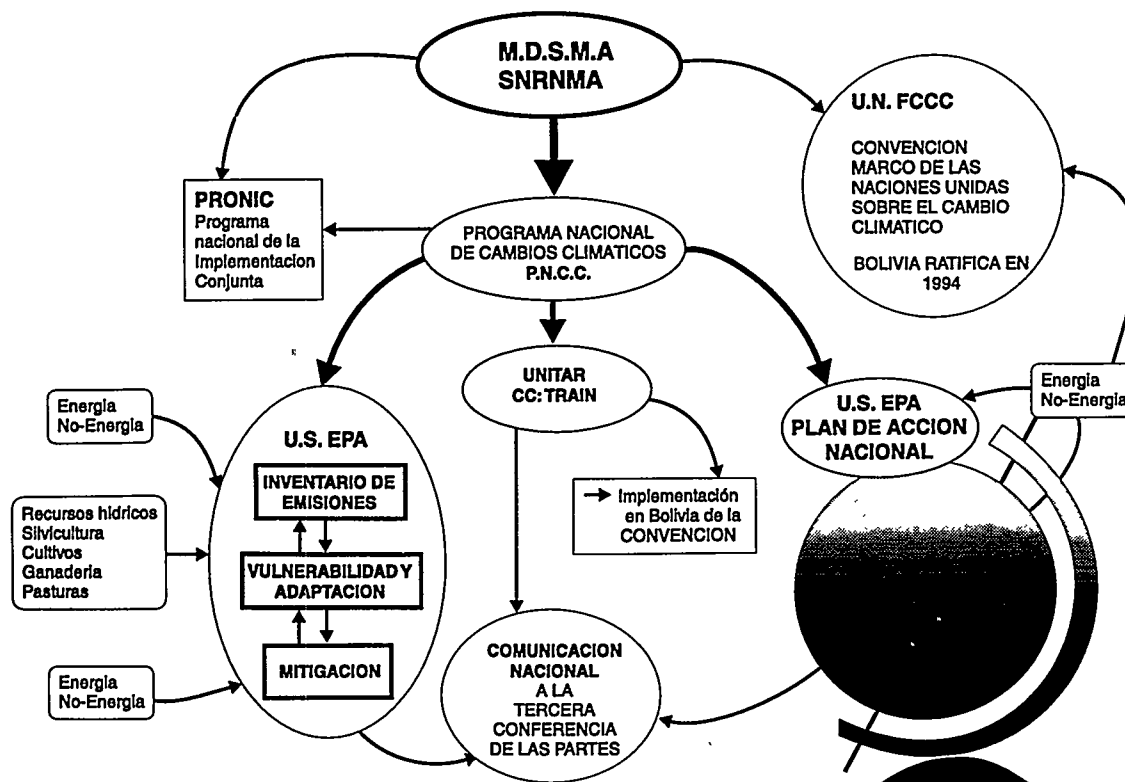 M.D.S.M.A
SNRNMA
U.N. FCCC
CONVENCION
MARCO DE LAS
NACIONES UNIDAS
SOBRE EL CAMBIO
CLIMATICO
BOLIVIA RATIFICA EN
1994
PRONIC
Programa
nacional de la
Implementacion
Conjunta
PROGRAMA NACIONAL
DE CAMBIOS CLIMATICOS
P.N.C.C.
UNITAR
CC: TRAIN
Energia
No-Energia
U.S. EPA
PLAN DE ACCION
NACIONAL
Energia
No-Energia
U.S. EPA
INVENTARIO DE
EMISIONES
VULNERABILIDAD Y
ADAPTACION
MITIGACION
Recursos hidricos
Silvicultura
Cultivos
Ganaderia
Pasturas
Implementación
en Bolivia de la
CONVENCION
Energia
No-Energia
COMUNICACION
NACIONAL
A LA
TERCERA
CONFERENCIA
DE LAS PARTES